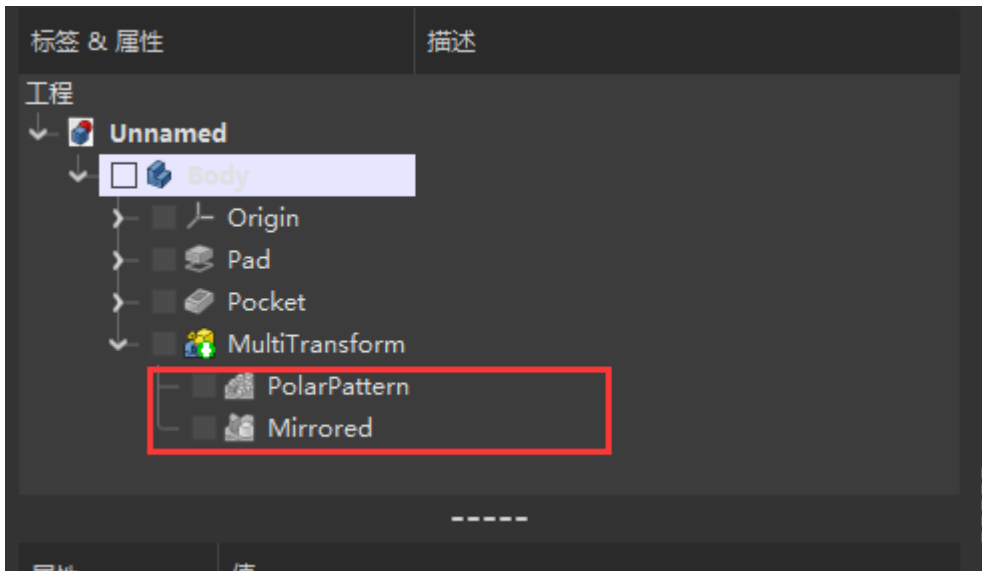 标签 & 属性 描述
工程
Unnamed
Body
Origin
Pad
Pocket
MultiTransform
PolarPattern
Mirrored